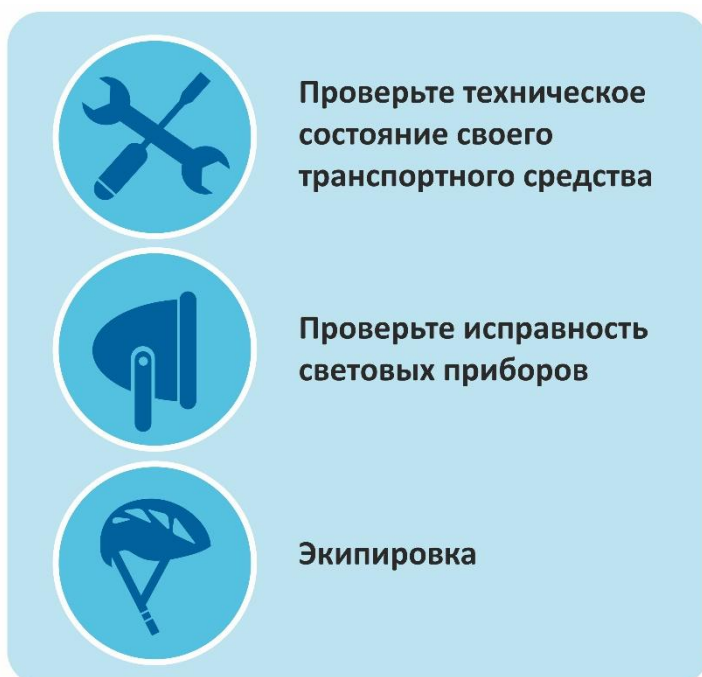 Проверьте техническое
состояние своего
транспортного средства
Проверьте исправность
световых приборов
Экипировка